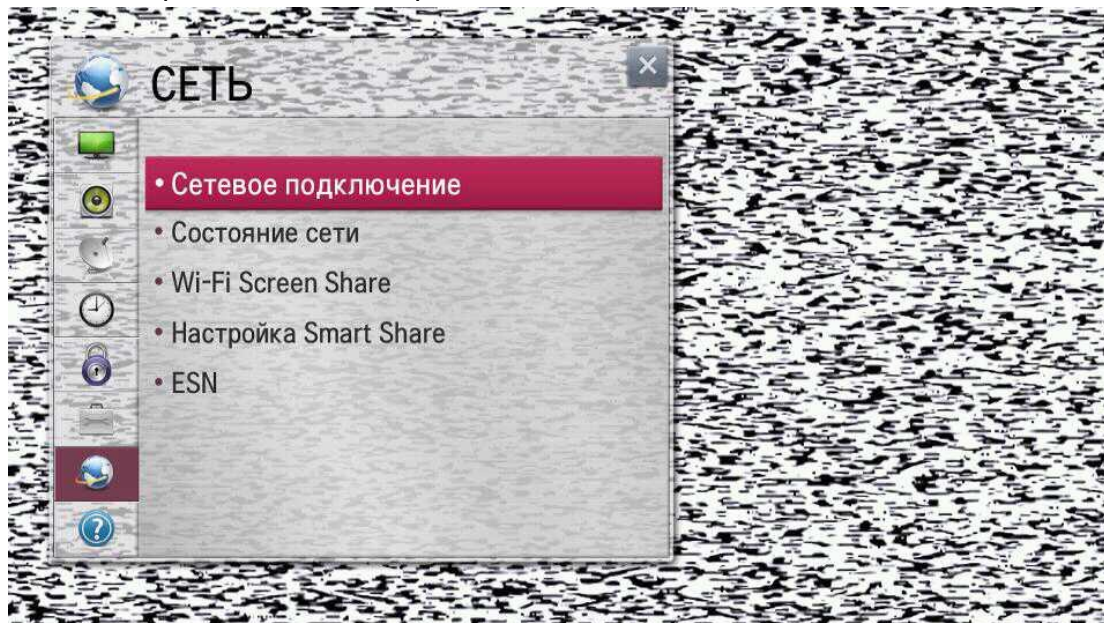 СЕТЬ
• Сетевое подключение
• Состояние сети
• Wi-Fi Screen Share
• Настройка Smart Share
• ESN